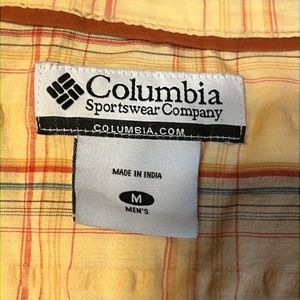 Columbia
Sportswear Company
COLUMBIA.COM
MADE IN INDIA
M
MEN'S